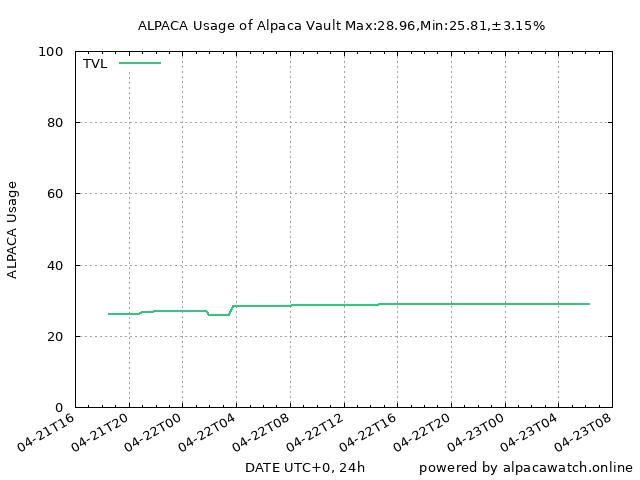 ALPACA Usage of Alpaca Vault Max:28.96,Min:25.81,±3.15%
100
80
60
40
20
0
ALPACA Usage
TVL
04-21T16
04-21T20
04-22T00
04-22T04
04-22T08
04-22T12
04-22T16
04-22T20
04-23T00
04-23T04
04-23T08
DATE UTC+0, 24h
powered by alpacawatch.online